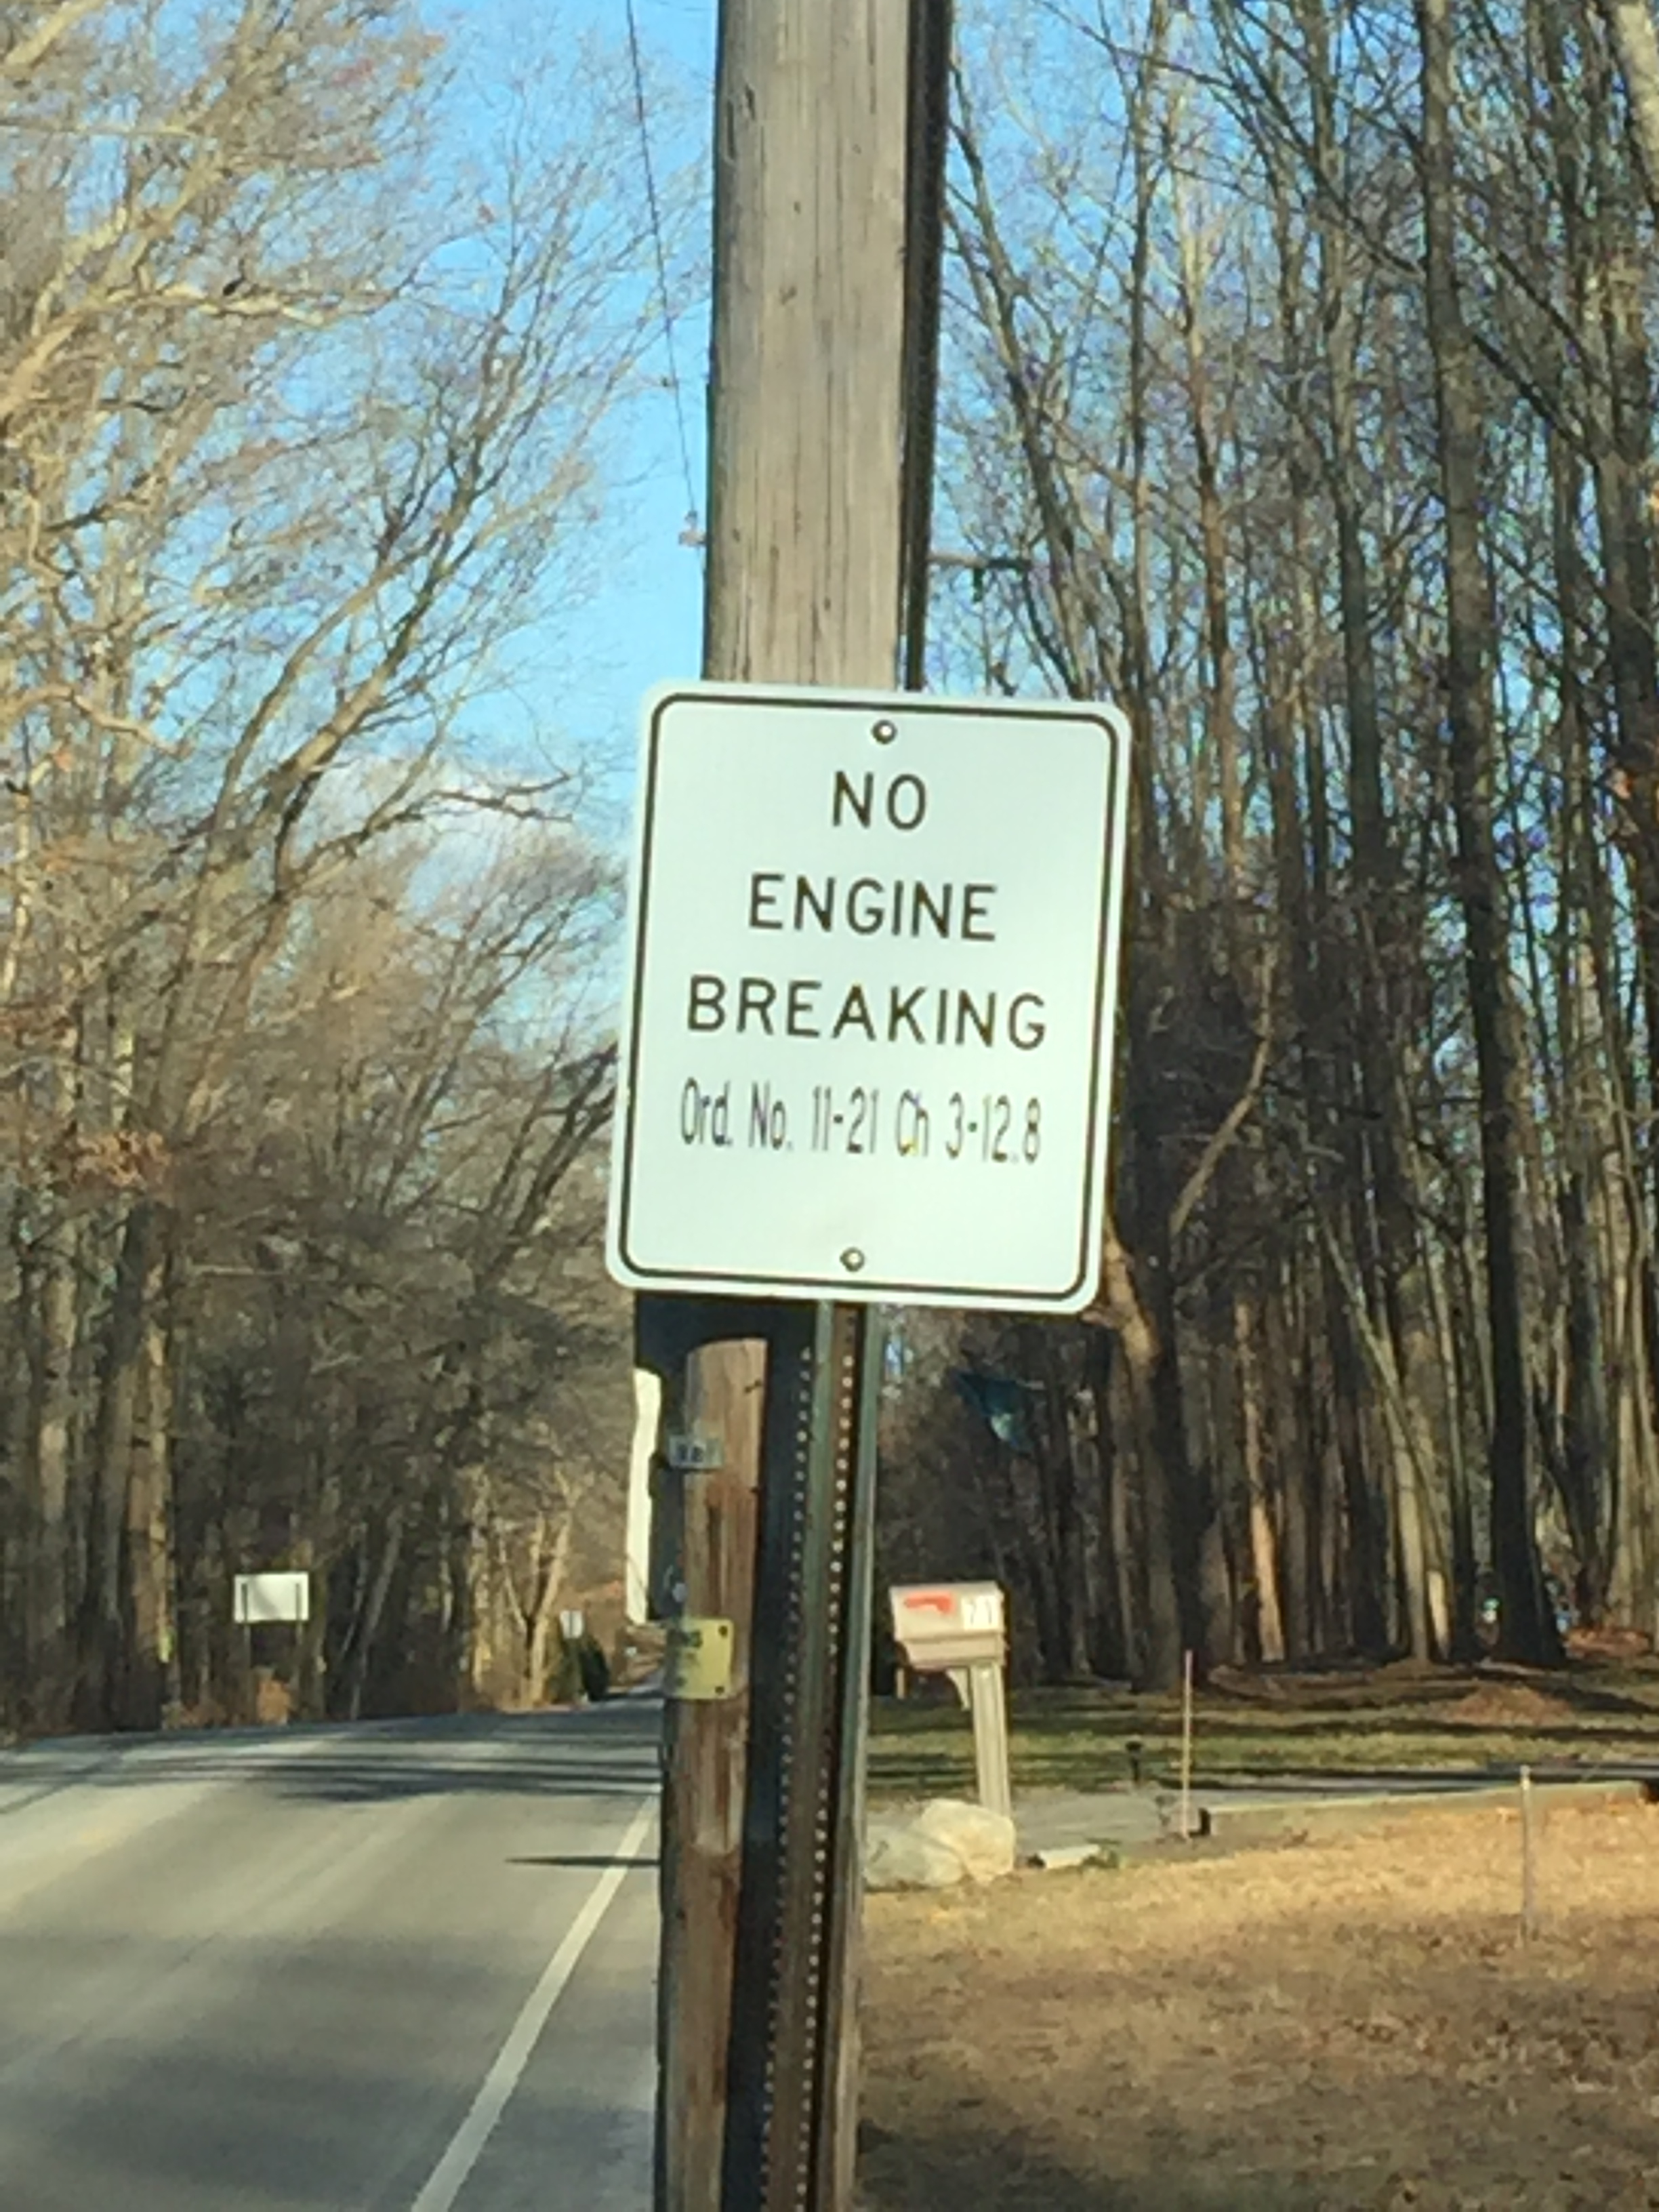 NO
ENGINE
BREAKING
Ord. No. 11-21 Ch 3-12.8